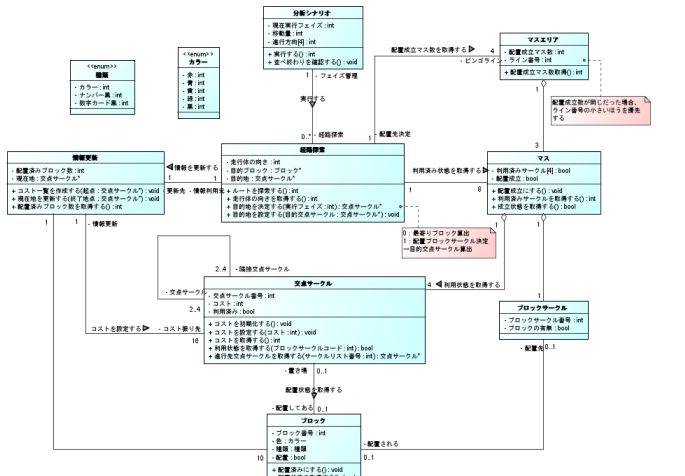 分析シナリオ
- 現在実行フェイズ : int
- 移動量 : int
- 進行方向[4] : int
+ 実行する() : int
+ 並べ終わりを確認する() : void
1
- フェイズ管理
実行する
0..*
- 経路探索
<<enum>>
種類
- カラー : int
- ナンバー黒 : int
- 数字カード黒 : int
<<enum>>
カラー
- 赤 : int
- 青 : int
- 黄 : int
- 緑 : int
- 黒 : int
配置成立マス数を取得する
4
- ビンゴライン
1
- 配置先決定
マスエリア
- 配置成立マス数 : int
- ライン番号 : int
+ 配置成立マス数取得() : int
1
3
配置成立数が同じだった場合、
ライン番号の小さいほうを優先
する
情報更新
- 配置済みブロック数 : int
- 現在地 : 交点サークル*
+ コスト一覧を作成する(起点 : 交点サークル*) : void
+ 現在地を更新する(終了地点 : 交点サークル*) : void
+ 配置済みブロック数を取得する() : int
情報を更新する
1
1
- 更新先
- 情報利用元
経路探索
- 走行体の向き : int
- 目的ブロック : ブロック*
- 目的地 : 交点サークル*
+ ルートを探索する() : int
+ 走行体の向きを取得する() : int
+ 目的地を決定する(実行フェイズ : int) : 交点サークル*
+ 目的地を設定する(目的交点サークル : 交点サークル*) : void
利用済み状態を取得する
1
8
マス
- 利用済みサークル[4] : bool
- 配置成立 : bool
+ 配置成立にする() : void
+ 利用済みサークルを取得する() : int
+ 成立状態を取得する() : bool
0 : 最寄りブロック算出
1 : 配置ブロックサークル決定
→目的交点サークル算出
1
1
- 情報更新
1
1
2..4
- 隣接交点サークル
- 交点サークル
2..4
4
利用状態を取得する
コストを設定する
- コスト振り先
16
交点サークル
- 交点サークル番号 : int
- コスト : int
- 利用済み : bool
+ コストを初期化する() : void
+ コストを設定する(コスト : int) : void
+ コストを取得する() : int
+ 利用状態を取得する(ブロックサークルコード : int) : bool
+ 進行先交点サークルを取得する(サークルリスト番号 : int) : 交点サークル*
1
ブロックサークル
- ブロックサークル番号 : int
- ブロックの有無 : bool
- 配置先
0..1
- 置き場
0..1
配置状態を取得する
- 配置してある
0..1
ブロック
- ブロック番号 : int
- 色 : カラー
- 種類 : 種類
- 配置 : bool
+ 配置済みにする() : void
10
- 配置される
0..1